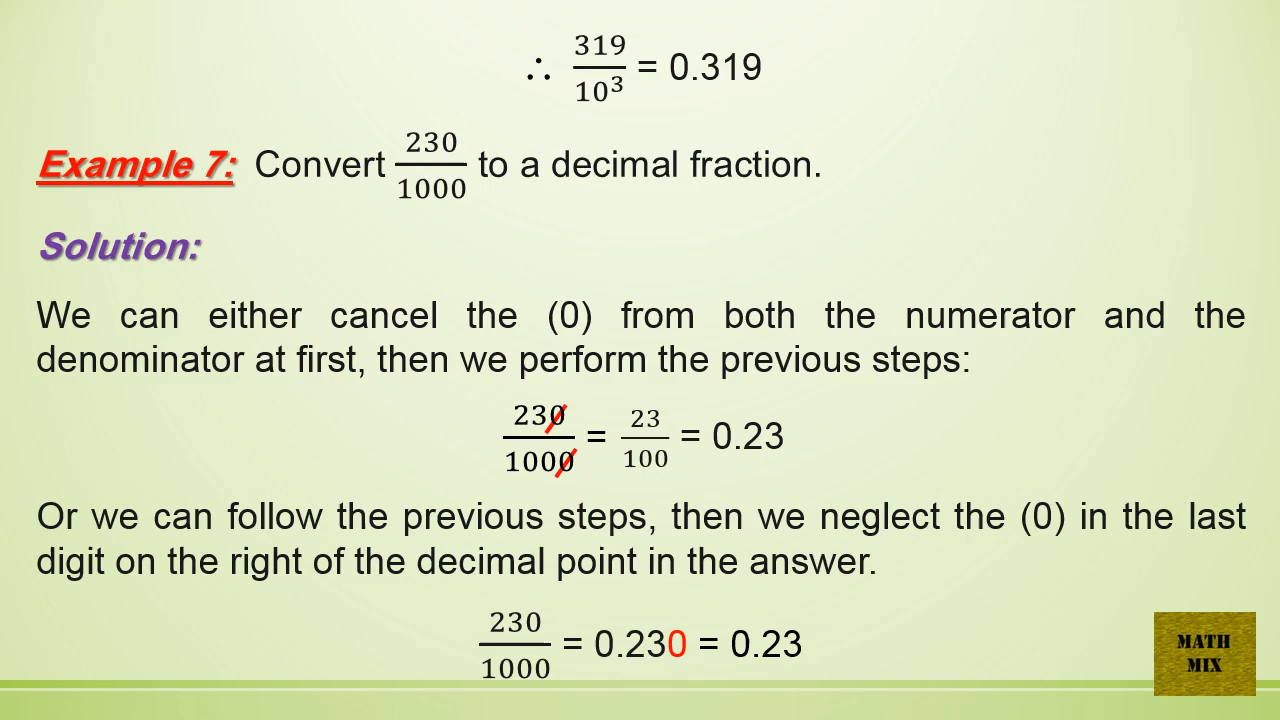 ∴ 319/10³ = 0.319
Example 7: Convert 230/1000 to a decimal fraction.
Solution:
We can either cancel the (0) from both the numerator and the
denominator at first, then we perform the previous steps:
230/1000 = 23/100 = 0.23
Or we can follow the previous steps, then we neglect the (0) in the last
digit on the right of the decimal point in the answer.
230/1000 = 0.230 = 0.23
MATH
MIX